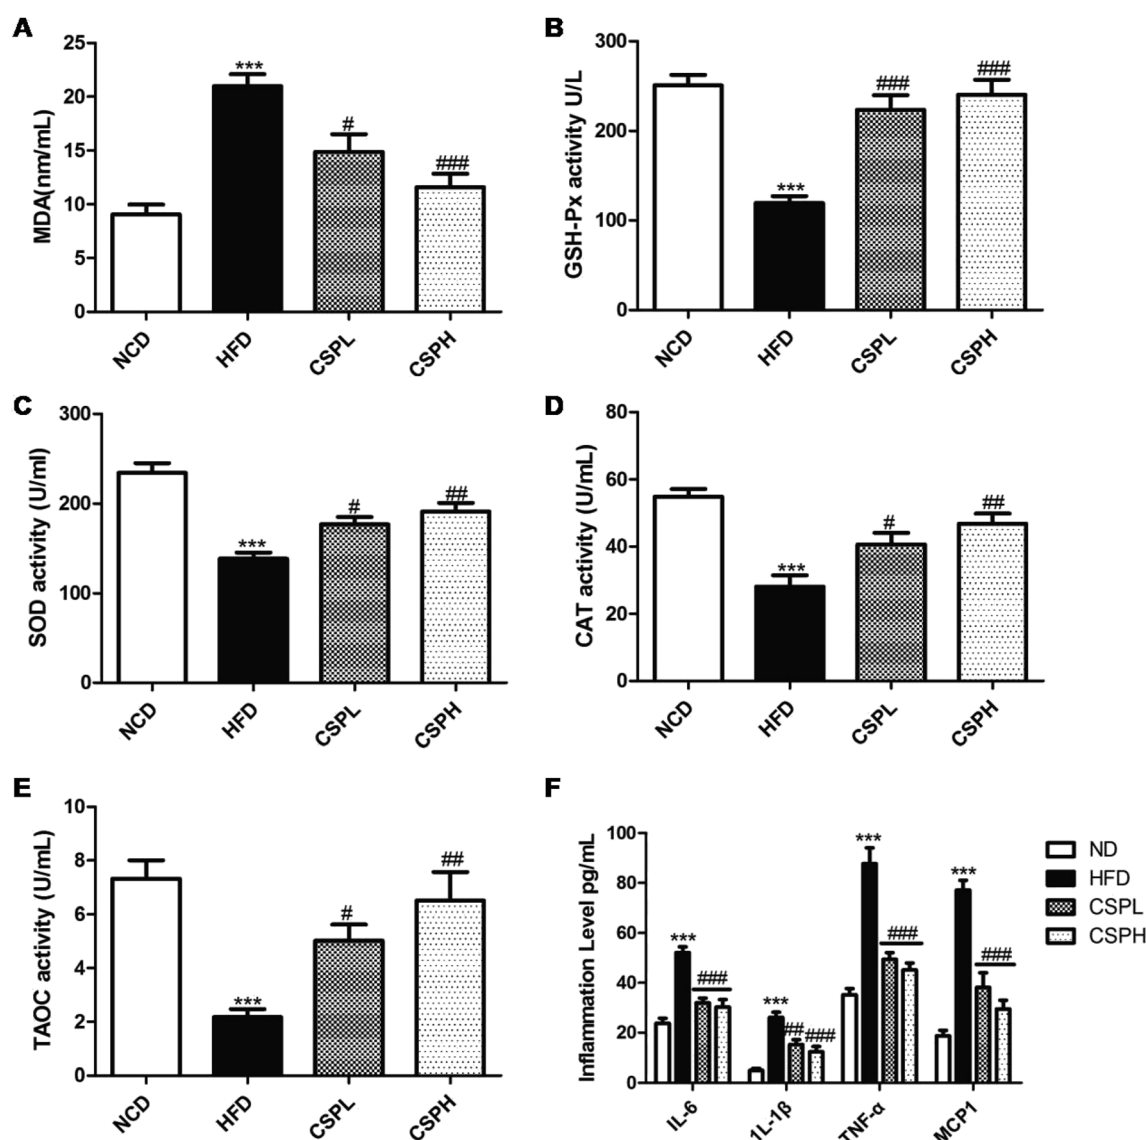 A
MDA(nm/mL)
25
20
15
10
5
0
***
#
###
NCD
HFD
CSPL
CSPH
B
GSH-Px activity U/L
300
200
100
0
***
###
###
NCD
HFD
CSPL
CSPH
C
SOD activity (U/ml)
300
200
100
0
***
#
##
NCD
HFD
CSPL
CSPH
D
CAT activity (U/mL)
80
60
40
20
0
***
#
##
NCD
HFD
CSPL
CSPH
E
TAOC activity (U/mL)
10
8
6
4
2
0
***
#
##
NCD
HFD
CSPL
CSPH
F
Inflammation Level pg/mL
100
80
60
40
20
0
***
###
***
##
###
***
###
***
###
IL-6
1L-1β
TNF-α
MCP1
ND
HFD
CSPL
CSPH